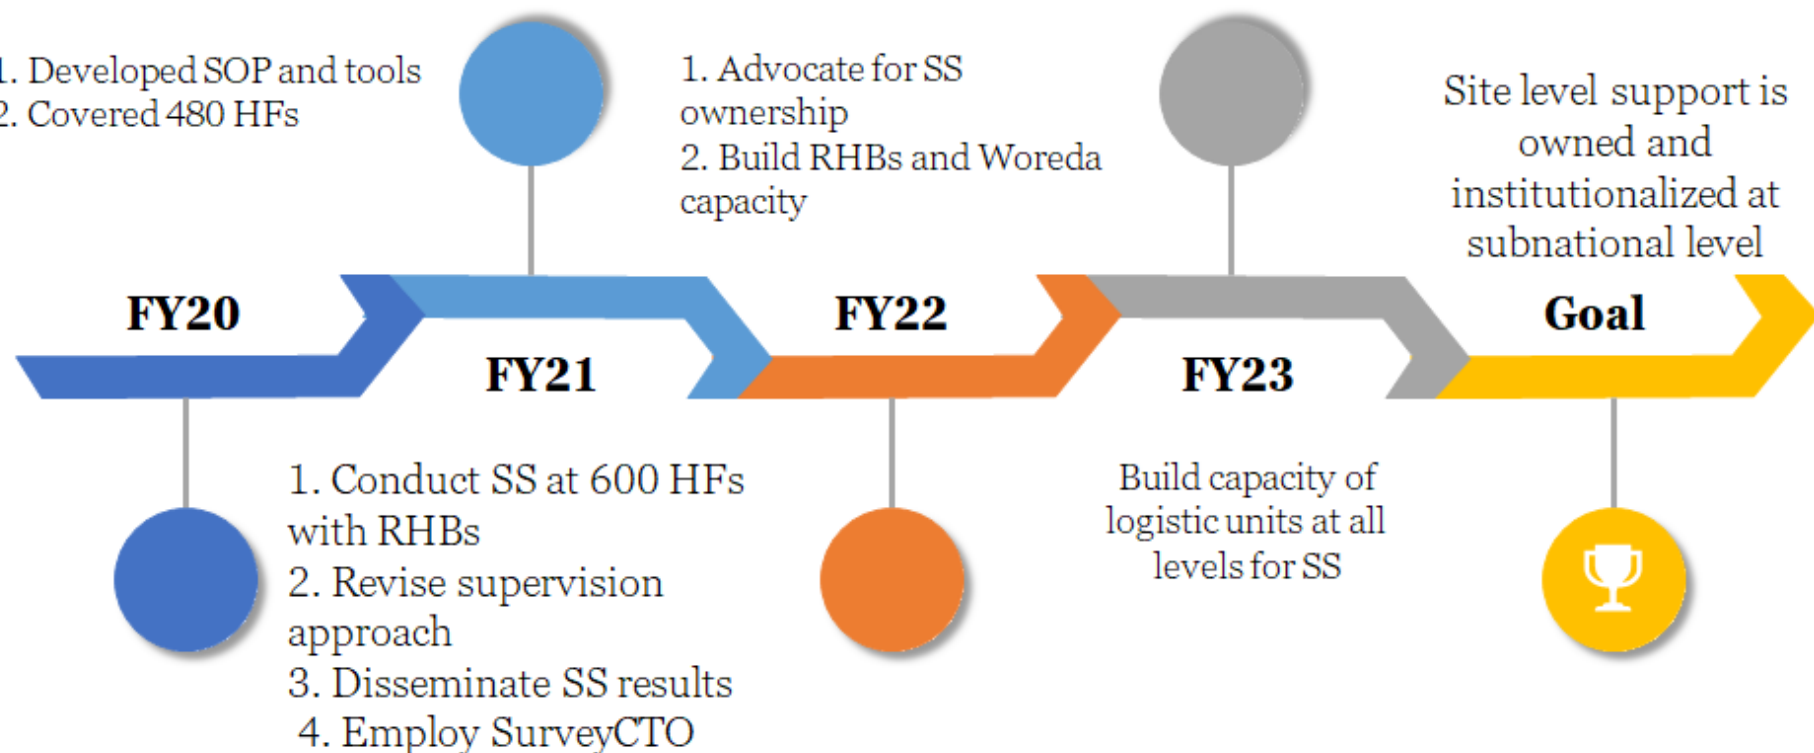 1. Developed SOP and tools
2. Covered 480 HFs
FY20
FY21
1. Conduct SS at 600 HFs
with RHBs
2. Revise supervision
approach
3. Disseminate SS results
4. Employ SurveyCTO
1. Advocate for SS
ownership
2. Build RHBs and Woreda
capacity
FY22
FY23
Build capacity of
logistic units at all
levels for SS
Site level support is
owned and
institutionalized at
subnational level
Goal